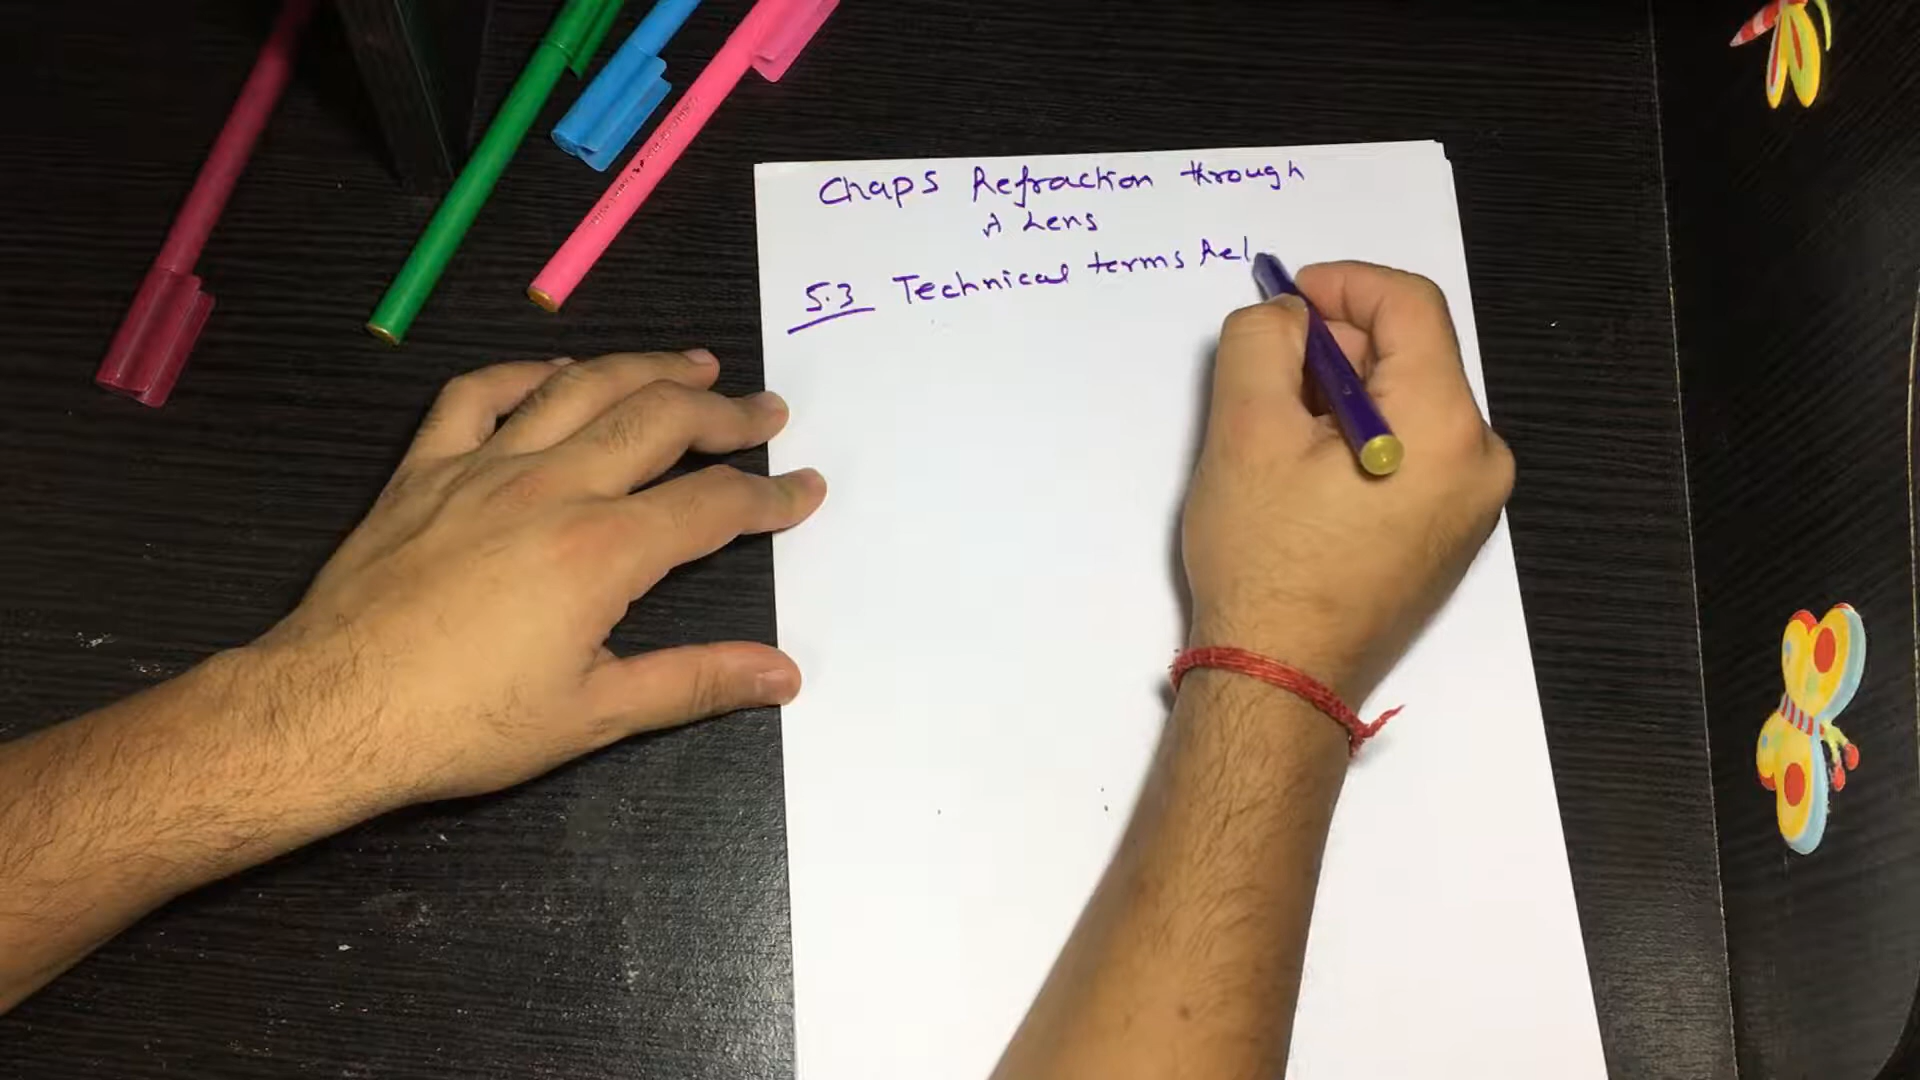 Chap5 Refraction through
A Lens
5.3 Technical terms Rel